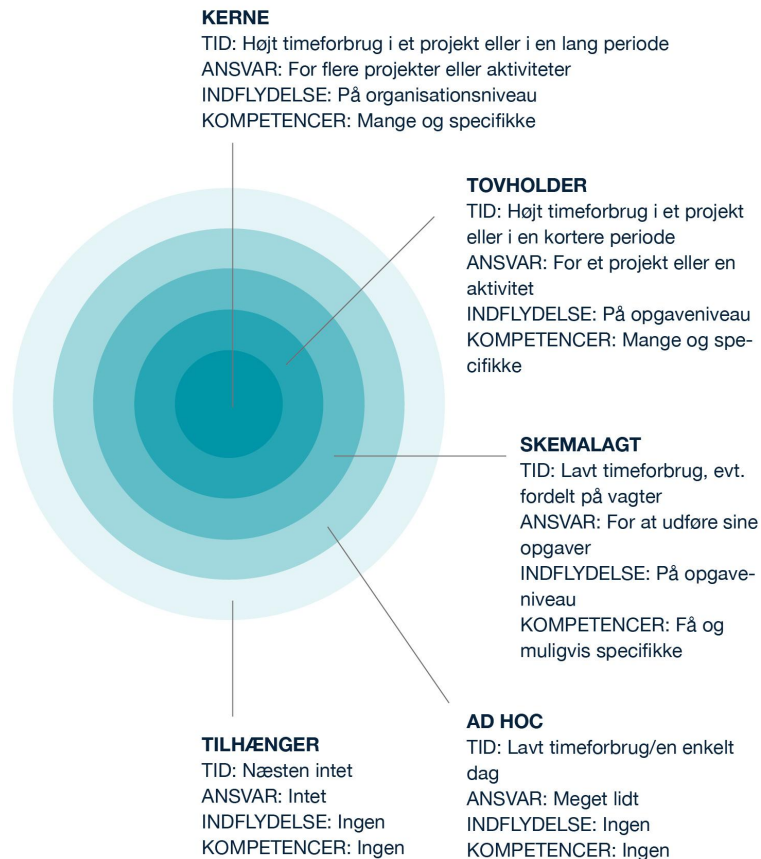 KERNE
TID: Højt timeforbrug i et projekt eller i en lang periode
ANSVAR: For flere projekter eller aktiviteter
INDFLYDELSE: På organisationsniveau
KOMPETENCER: Mange og specifikke
TOVHOLDER
TID: Højt timeforbrug i et projekt
eller i en kortere periode
ANSVAR: For et projekt eller en
aktivitet
INDFLYDELSE: På opgaveniveau
KOMPETENCER: Mange og spe-
cifikke
SKEMALAGT
TID: Lavt timeforbrug, evt.
fordelt på vagter
ANSVAR: For at udføre sine
opgaver
INDFLYDELSE: På opgave-
niveau
KOMPETENCER: Få og
muligvis specifikke
AD HOC
TID: Lavt timeforbrug/en enkelt
dag
ANSVAR: Meget lidt
INDFLYDELSE: Ingen
KOMPETENCER: Ingen
TILHÆNGER
TID: Næsten intet
ANSVAR: Intet
INDFLYDELSE: Ingen
KOMPETENCER: Ingen